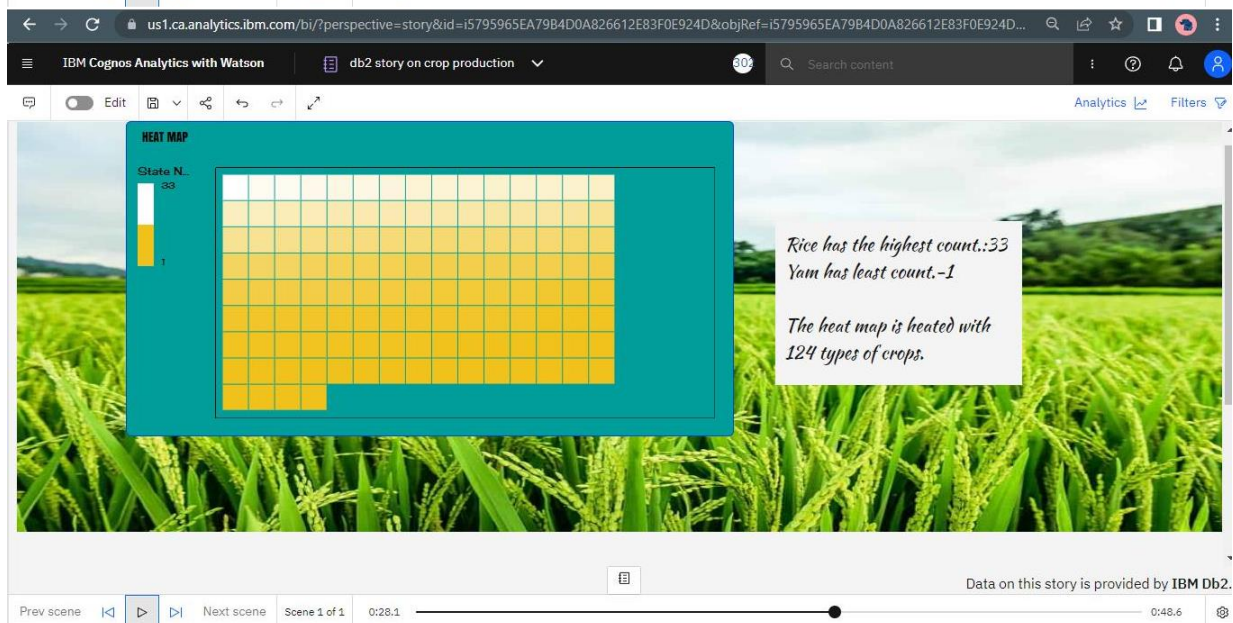 us1.ca.analytics.ibm.com/bi/?perspective=story&id=i5795965EA79B4D0A826612E83F0E924D&objRef=i5795965EA79B4D0A826612E83F0E924D...
IBM Cognos Analytics with Watson
db2 story on crop production
302
Search content
Edit
Analytics
Filters
HEAT MAP
State N..
33
1
Rice has the highest count.:33
Yam has least count.-1
The heat map is heated with
124 types of crops.
Data on this story is provided by IBM Db2.
Prev scene
Next scene
Scene 1 of 1
0:28.1
0:48.6